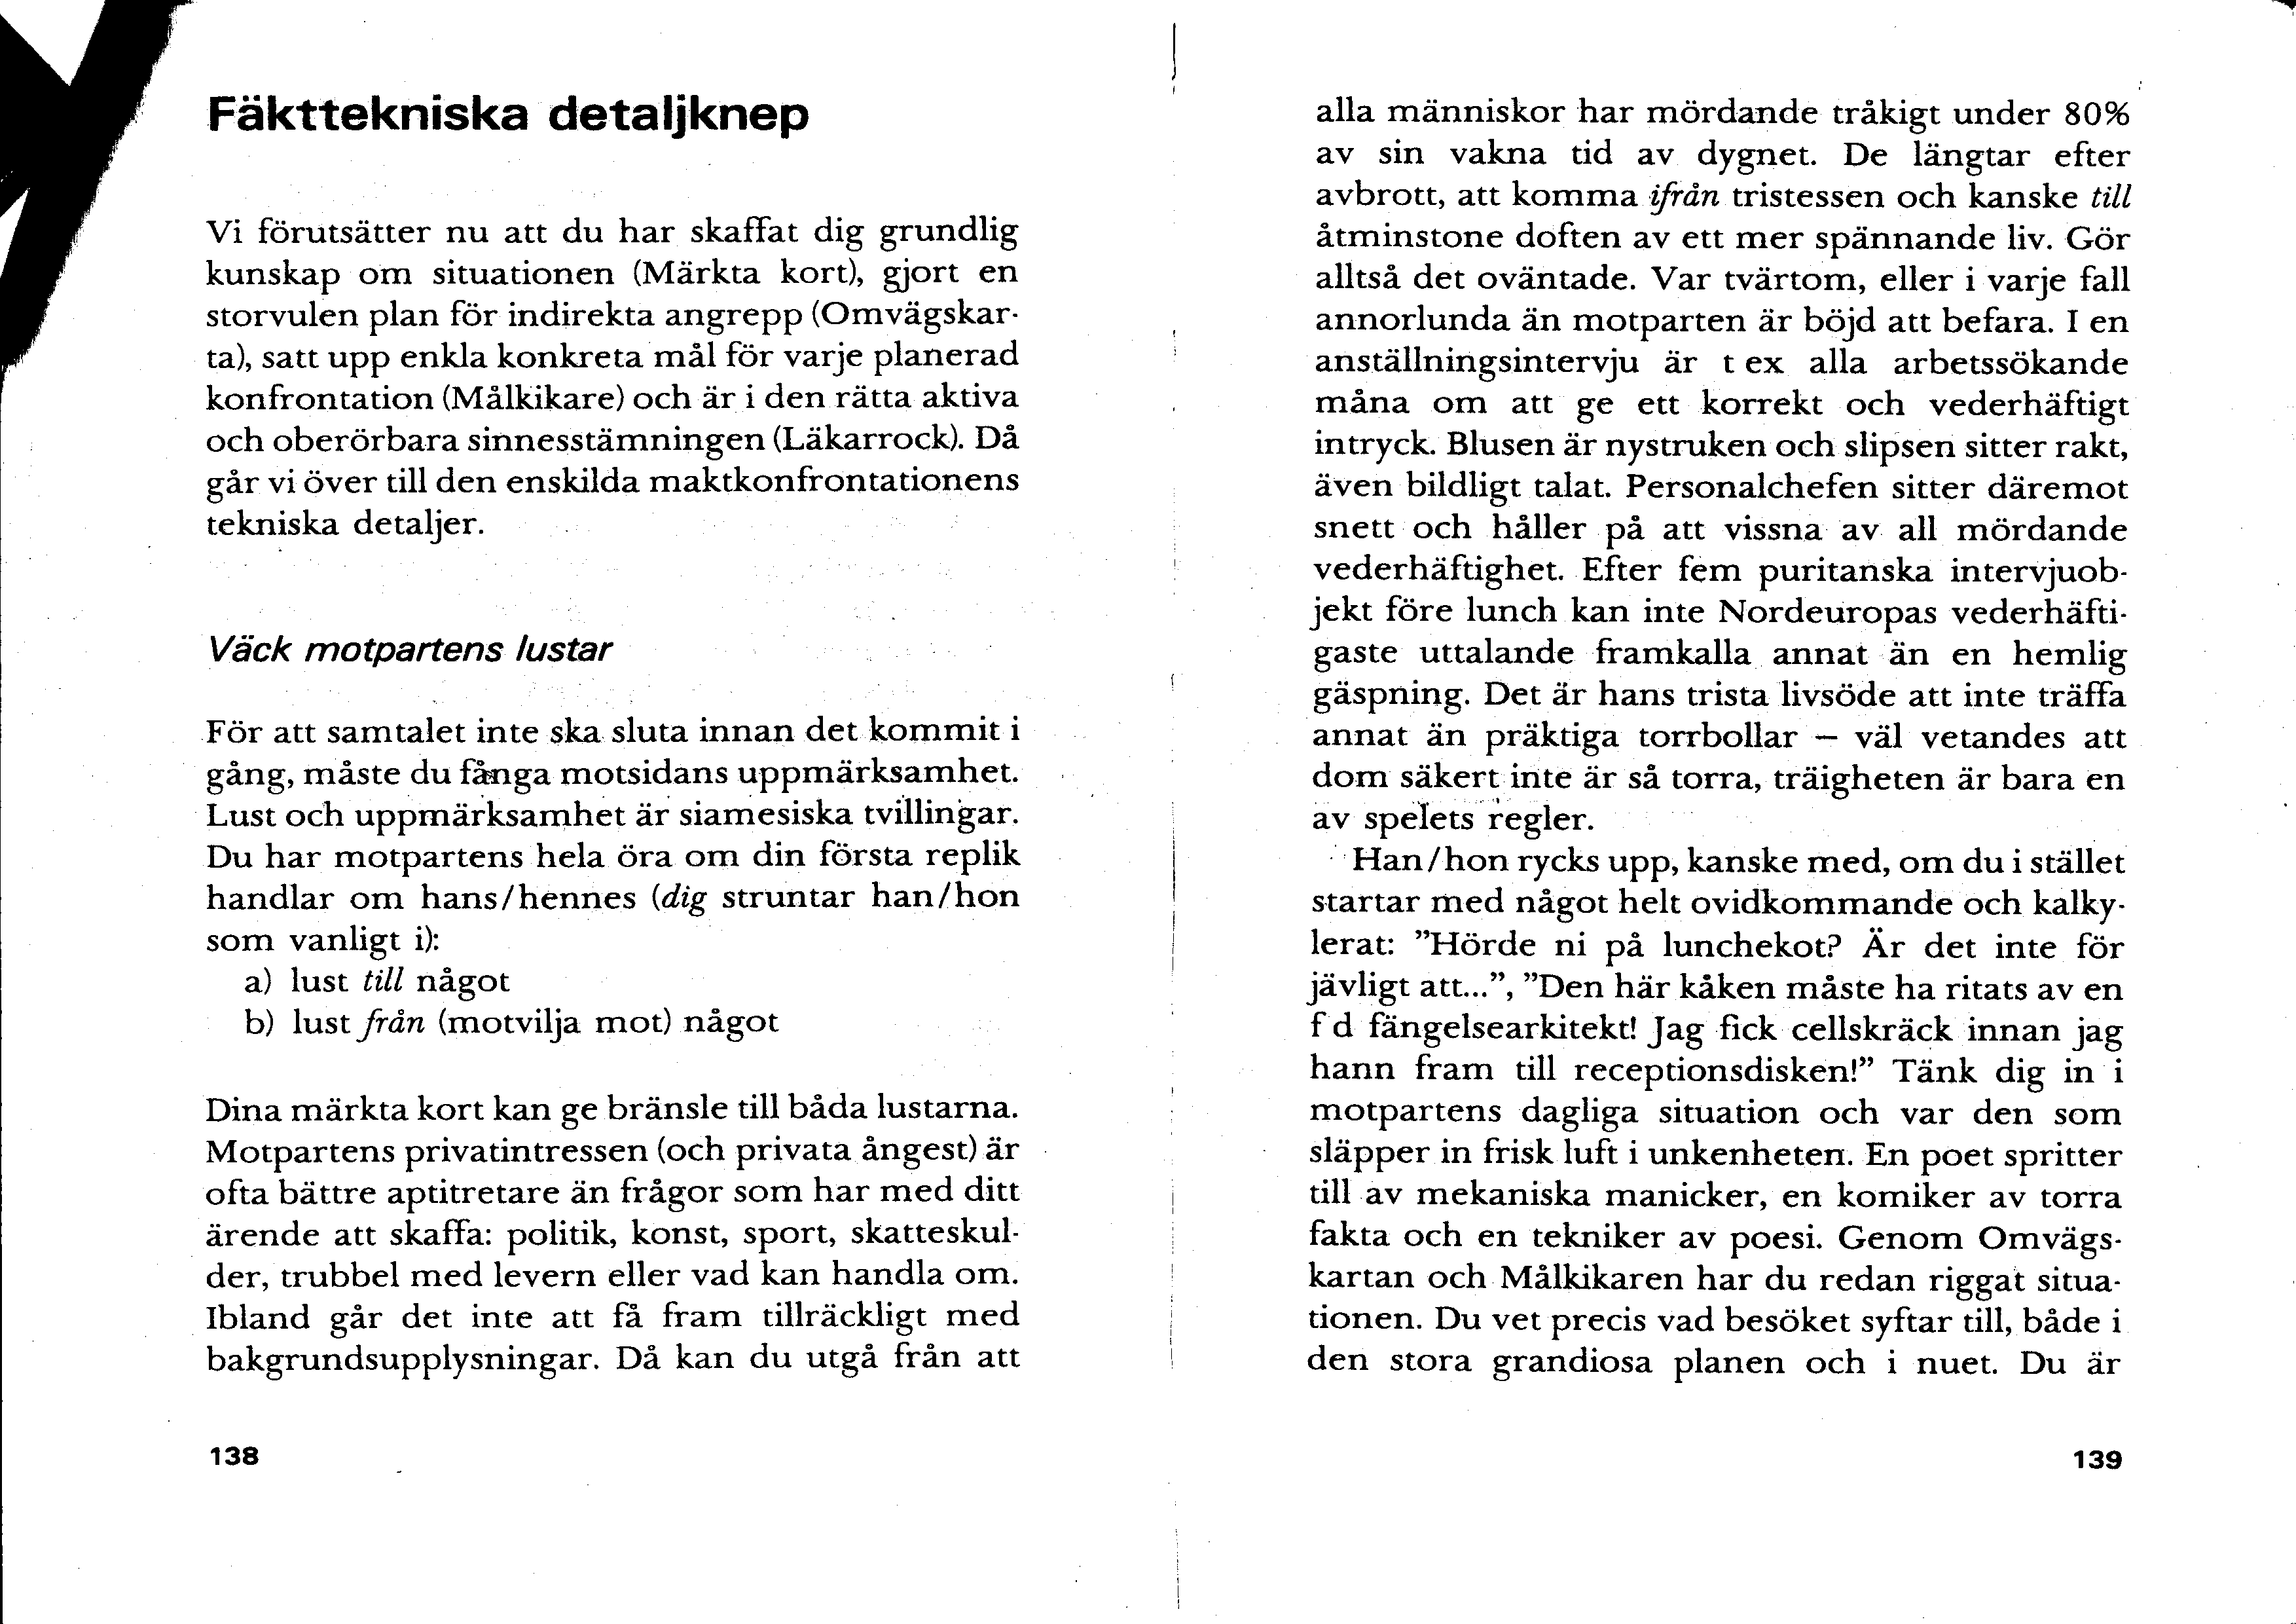 Fäkttekniska detaljknep
Vi förutsätter nu att du har skaffat dig grundlig
kunskap om situationen (Märkta kort), gjort en
storvulen plan för indirekta angrepp (Omvägskar-
ta), satt upp enkla konkreta mål för varje planerad
konfrontation (Målkikare) och är i den rätta aktiva
och oberörbara sinnesstämningen (Läkarrock). Då
går vi över till den enskilda maktkonfrontationens
tekniska detaljer.
Väck motpartens lustar
För att samtalet inte ska sluta innan det kommit i
gång, måste du fånga motsidans uppmärksamhet.
Lust och uppmärksamhet är siamesiska tvillingar.
Du har motpartens hela öra om din första replik
handlar om hans/hennes (dig struntar han/hon
som vanligt i):
a) lust till något
b) lust från (motvilja mot) något
Dina märkta kort kan ge bränsle till båda lustarna.
Motpartens privatintressen (och privata ångest) är
ofta bättre aptitretare än frågor som har med ditt
ärende att skaffa: politik, konst, sport, skatteskul-
der, trubbel med levern eller vad kan handla om.
Ibland går det inte att få fram tillräckligt med
bakgrundsupplysningar. Då kan du utgå från att
138
alla människor har mördande tråkigt under 80%
av sin vakna tid av dygnet. De längtar efter
avbrott, att komma ifrån tristessen och kanske till
åtminstone doften av ett mer spännande liv. Gör
alltså det oväntade. Var tvärtom, eller i varje fall
annorlunda än motparten är böjd att befara. I en
anställningsintervju är t ex alla arbetssökande
måna om att ge ett korrekt och vederhäftigt
intryck. Blusen är nystruken och slipsen sitter rakt,
även bildligt talat. Personalchefen sitter däremot
snett och håller på att vissna av all mördande
vederhäftighet. Efter fem puritanska intervjuob-
jekt före lunch kan inte Nordeuropas vederhäfti-
gaste uttalande framkalla annat än en hemlig
gäspning. Det är hans trista livsöde att inte träffa
annat än präktiga torrbollar – väl vetandes att
dom säkert inte är så torra, träigheten är bara en
av spelets regler.
Han/hon rycks upp, kanske med, om du i stället
startar med något helt ovidkommande och kalky-
lerat: ”Hörde ni på lunchekot? Är det inte för
jävligt att...”, ”Den här kåken måste ha ritats av en
f d fängelsearkitekt! Jag fick cellskräck innan jag
hann fram till receptionsdisken!” Tänk dig in i
motpartens dagliga situation och var den som
släpper in frisk luft i unkenheten. En poet spritter
till av mekaniska manicker, en komiker av torra
fakta och en tekniker av poesi. Genom Omvägs-
kartan och Målkikaren har du redan riggat situa-
tionen. Du vet precis vad besöket syftar till, både i
den stora grandiosa planen och i nuet. Du är
139